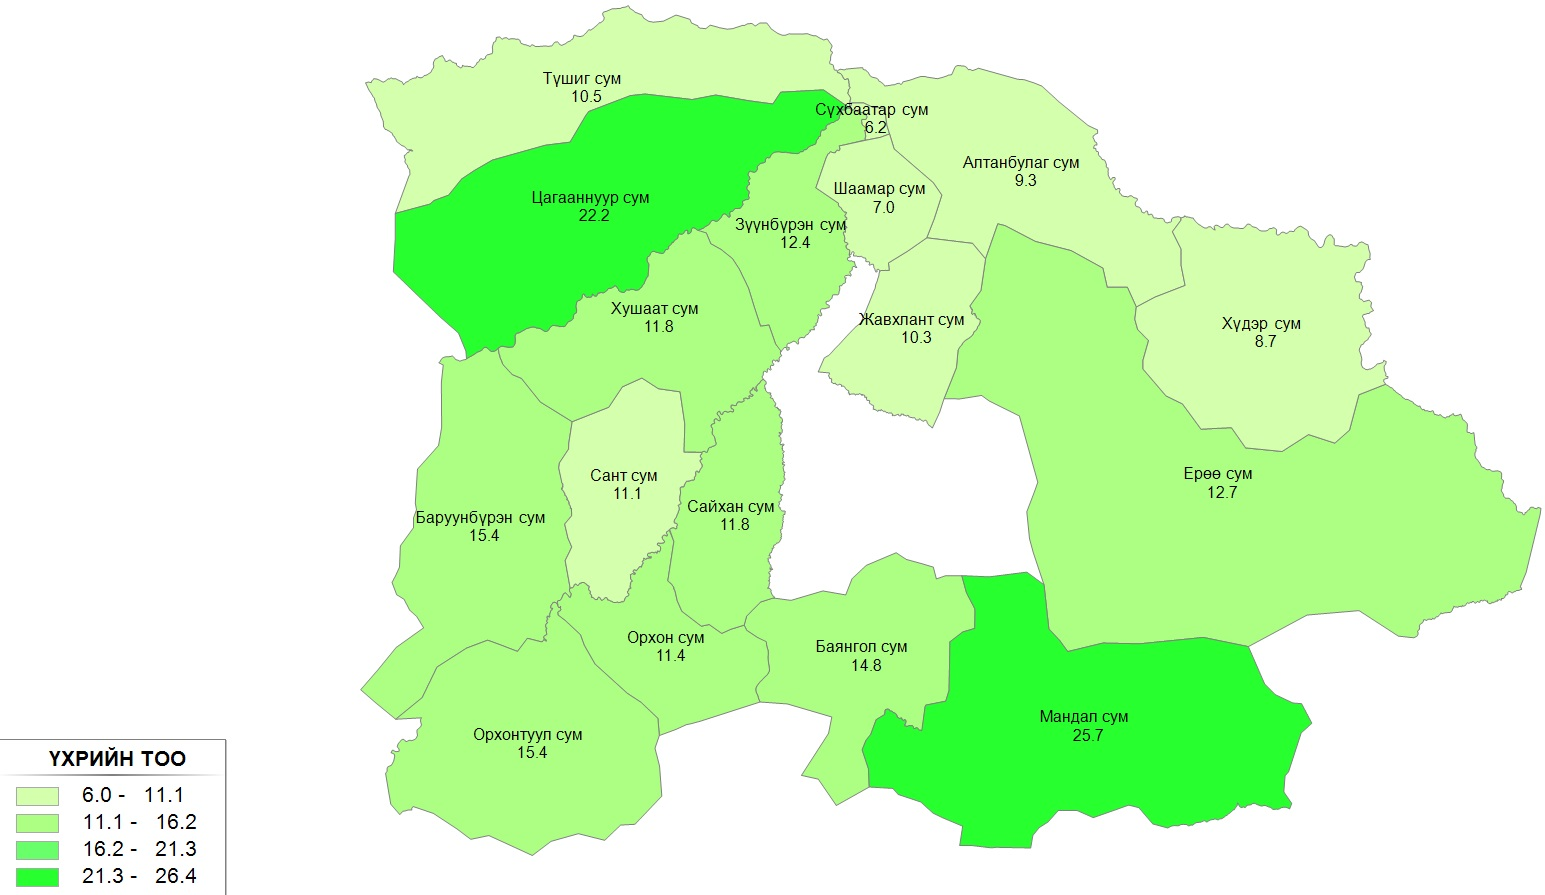 Түшиг сум
10.5
Сүхбаатар сум
6.2
Алтанбулаг сум
9.3
Шаамар сум
7.0
Цагааннуур сум
22.2
Зүүнбүрэн сум
12.4
Хушаат сум
11.8
Жавхлант сум
10.3
Хүдэр сум
8.7
Сант сум
11.1
Ерөө сум
12.7
Сайхан сум
11.8
Баруунбүрэн сум
15.4
Орхон сум
11.4
Баянгол сум
14.8
Мандал сум
25.7
Орхонтуул сум
15.4
ҮХРИЙН ТОО
6.0 - 11.1
11.1 - 16.2
16.2 - 21.3
21.3 - 26.4